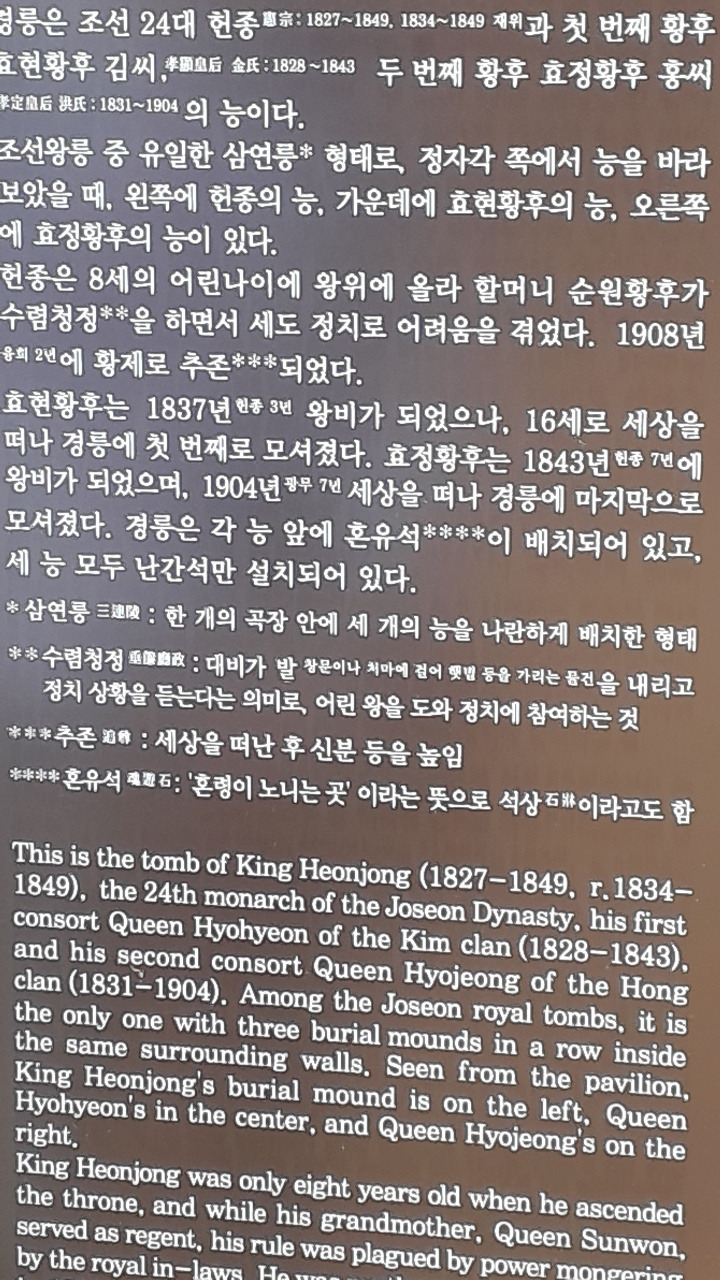 경릉은 조선 24대 헌종憲宗: 1827~1849, 1834~1849 재위과 첫 번째 황후
효현황후 김씨,孝顯皇后 金氏: 1828~1843 두 번째 황후 효정황후 홍씨
孝定皇后 洪氏: 1831~1904 의 능이다.
조선왕릉 중 유일한 삼연릉* 형태로, 정자각 쪽에서 능을 바라
보았을 때, 왼쪽에 헌종의 능, 가운데에 효현황후의 능, 오른쪽
에 효정황후의 능이 있다.
헌종은 8세의 어린나이에 왕위에 올라 할머니 순원황후가
수렴청정**을 하면서 세도 정치로 어려움을 겪었다. 1908년
융희 2년에 황제로 추존***되었다.
효현황후는 1837년헌종 3년 왕비가 되었으나, 16세로 세상을
떠나 경릉에 첫 번째로 모셔졌다. 효정황후는 1843년헌종 7년에
왕비가 되었으며, 1904년광무 7년 세상을 떠나 경릉에 마지막으로
모셔졌다. 경릉은 각 능 앞에 혼유석****이 배치되어 있고,
세 능 모두 난간석만 설치되어 있다.
* 삼연릉 三連陵 : 한 개의 곡장 안에 세 개의 능을 나란하게 배치한 형태
** 수렴청정 垂簾聽政 : 대비가 발 창문이나 처마에 걸어 햇볕 등을 가리는 물건을 내리고
정치 상황을 듣는다는 의미로, 어린 왕을 도와 정치에 참여하는 것
*** 추존 追尊 : 세상을 떠난 후 신분 등을 높임
**** 혼유석 魂遊石: '혼령이 노니는 곳' 이라는 뜻으로 석상石牀이라고도 함
This is the tomb of King Heonjong (1827-1849, r.1834-
1849), the 24th monarch of the Joseon Dynasty, his first
consort Queen Hyohyeon of the Kim clan (1828-1843),
and his second consort Queen Hyojeong of the Hong
clan (1831-1904). Among the Joseon royal tombs, it is
the only one with three burial mounds in a row inside
the same surrounding walls. Seen from the pavilion,
King Heonjong's burial mound is on the left, Queen
Hyohyeon's in the center, and Queen Hyojeong's on the
right.
King Heonjong was only eight years old when he ascended
the throne, and while his grandmother, Queen Sunwon,
served as regent, his rule was plagued by power mongering
by the royal in-laws. He was